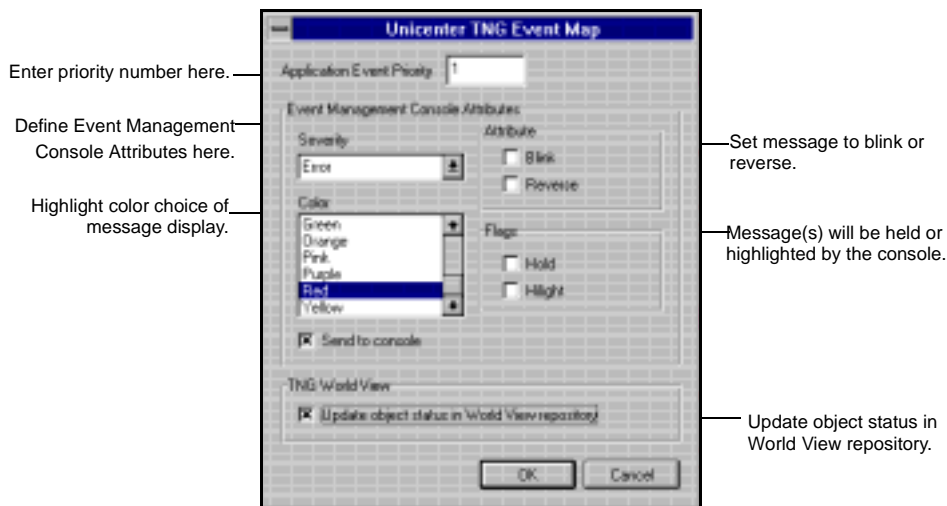 Unicenter TNG Event Map
Enter priority number here.
Application Event Priority
1
Define Event Management
Console Attributes here.
Event Management Console Attributes
Severity
Error
Attribute
Blink
Reverse
Set message to blink or
reverse.
Highlight color choice of
message display.
Color
Green
Orange
Pink
Purple
Red
Yellow
Flags
Hold
Hilight
Message(s) will be held or
highlighted by the console.
Send to console
TNG World View
Update object status in World View repository
Update object status in
World View repository.
OK
Cancel